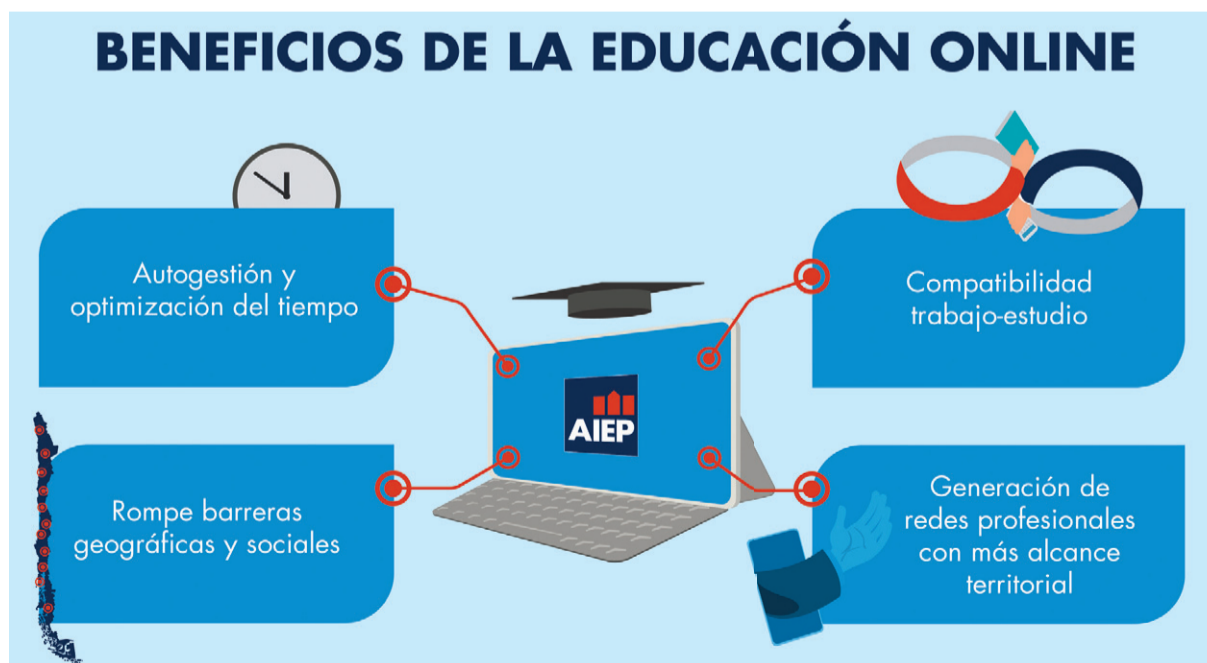 BENEFICIOS DE LA EDUCACIÓN ONLINE
Autogestión y
optimización del tiempo
Compatibilidad
trabajo-estudio
AIEP
Rompe barreras
geográficas y sociales
Generación de
redes profesionales
con más alcance
territorial